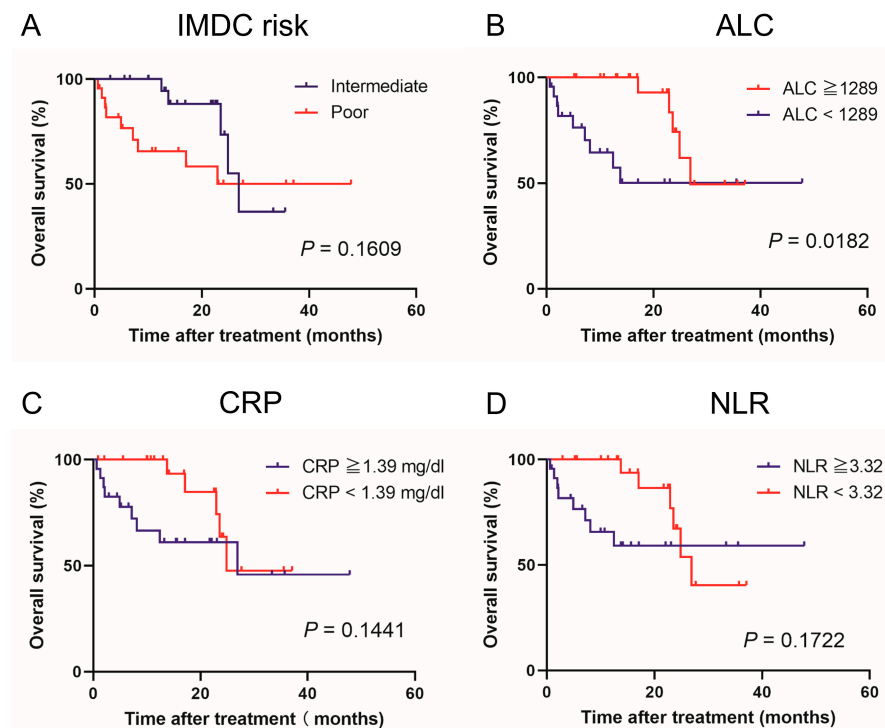 A IMDC risk
Overall survival (%)
100
50
0
Intermediate
Poor
P = 0.1609
0 20 40 60
Time after treatment (months)
B ALC
Overall survival (%)
100
50
0
ALC ≧1289
ALC < 1289
P = 0.0182
0 20 40 60
Time after treatment (months)
C CRP
Overall survival (%)
100
50
0
CRP ≧1.39 mg/dl
CRP < 1.39 mg/dl
P = 0.1441
0 20 40 60
Time after treatment ( months)
D NLR
Overall survival (%)
100
50
0
NLR ≧3.32
NLR < 3.32
P = 0.1722
0 20 40 60
Time after treatment (months)